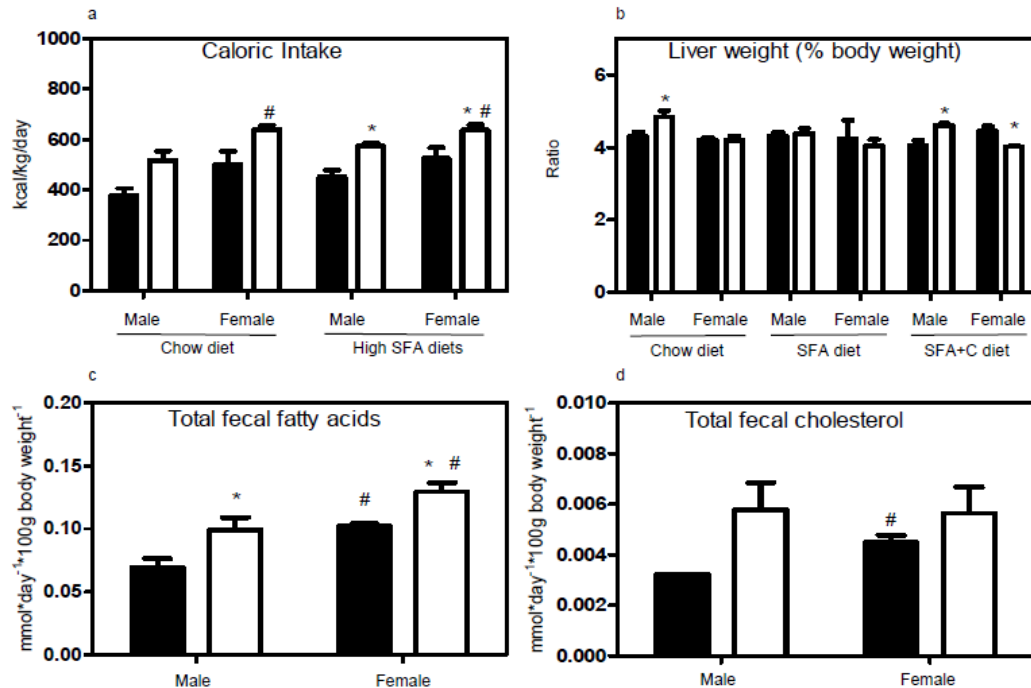 a
Caloric Intake
kcal/kg/day
1000
800
600
400
200
0
#
*
* #
Male
Female
Male
Female
Chow diet
High SFA diets
b
Liver weight (% body weight)
Ratio
6
4
2
0
*
*
*
Male
Female
Male
Female
Male
Female
Chow diet
SFA diet
SFA+C diet
c
Total fecal fatty acids
mmol*day⁻¹*100g body weight⁻¹
0.20
0.15
0.10
0.05
0.00
*
#
* #
Male
Female
d
Total fecal cholesterol
mmol*day⁻¹*100g body weight⁻¹
0.010
0.008
0.006
0.004
0.002
0.000
#
Male
Female